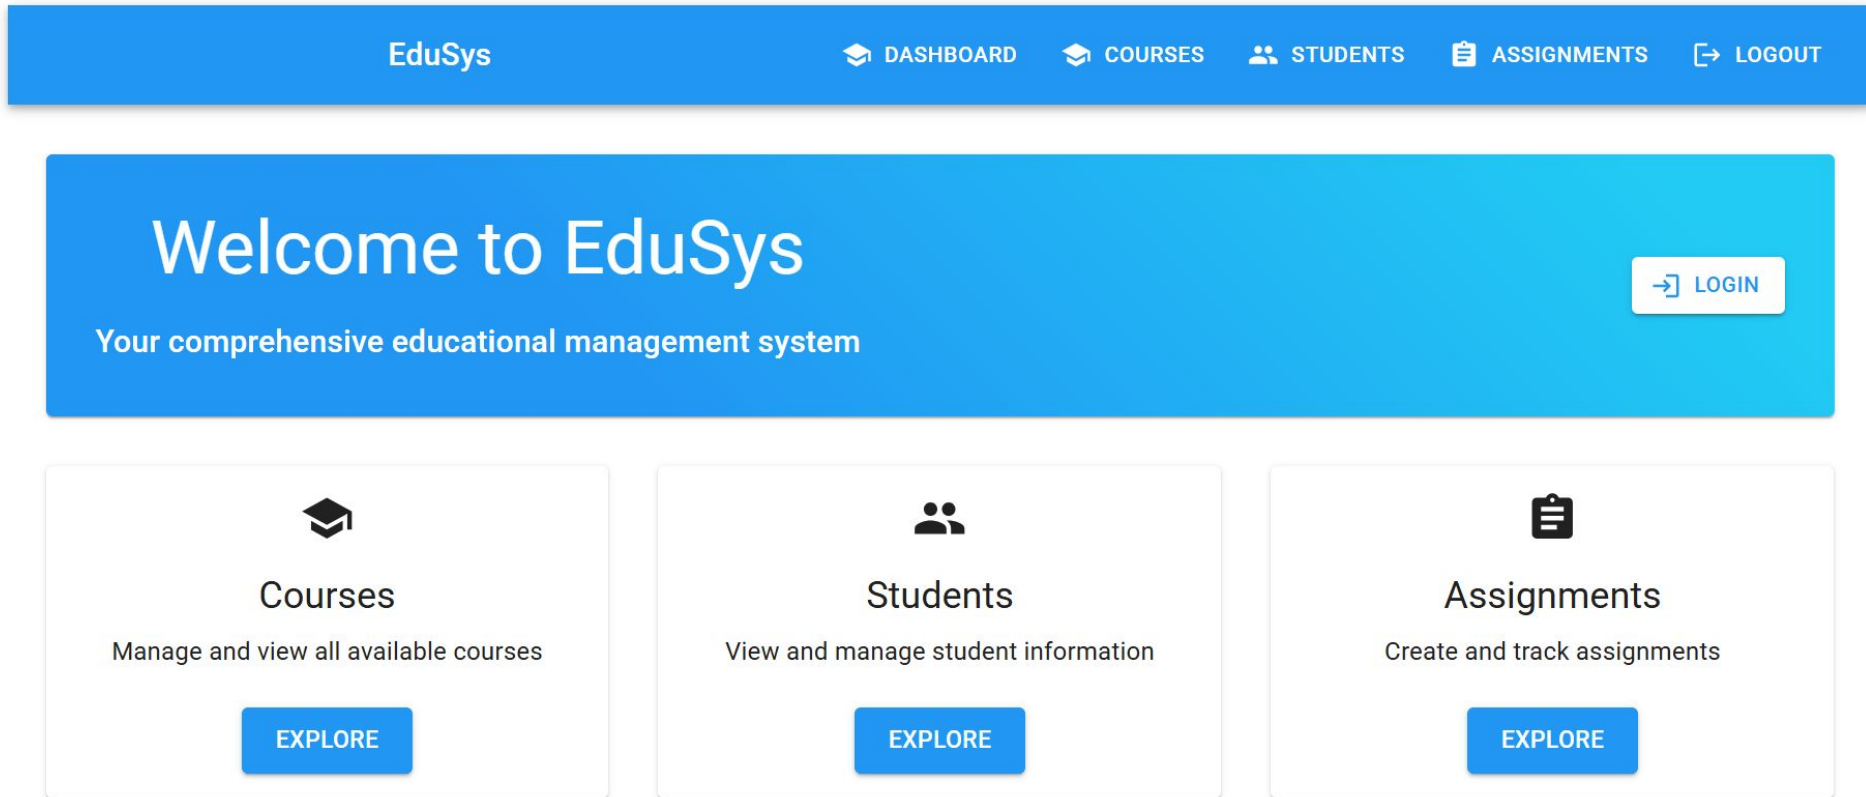 EduSys DASHBOARD COURSES STUDENTS ASSIGNMENTS LOGOUT
Welcome to EduSys
Your comprehensive educational management system
LOGIN
Courses
Manage and view all available courses
EXPLORE
Students
View and manage student information
EXPLORE
Assignments
Create and track assignments
EXPLORE